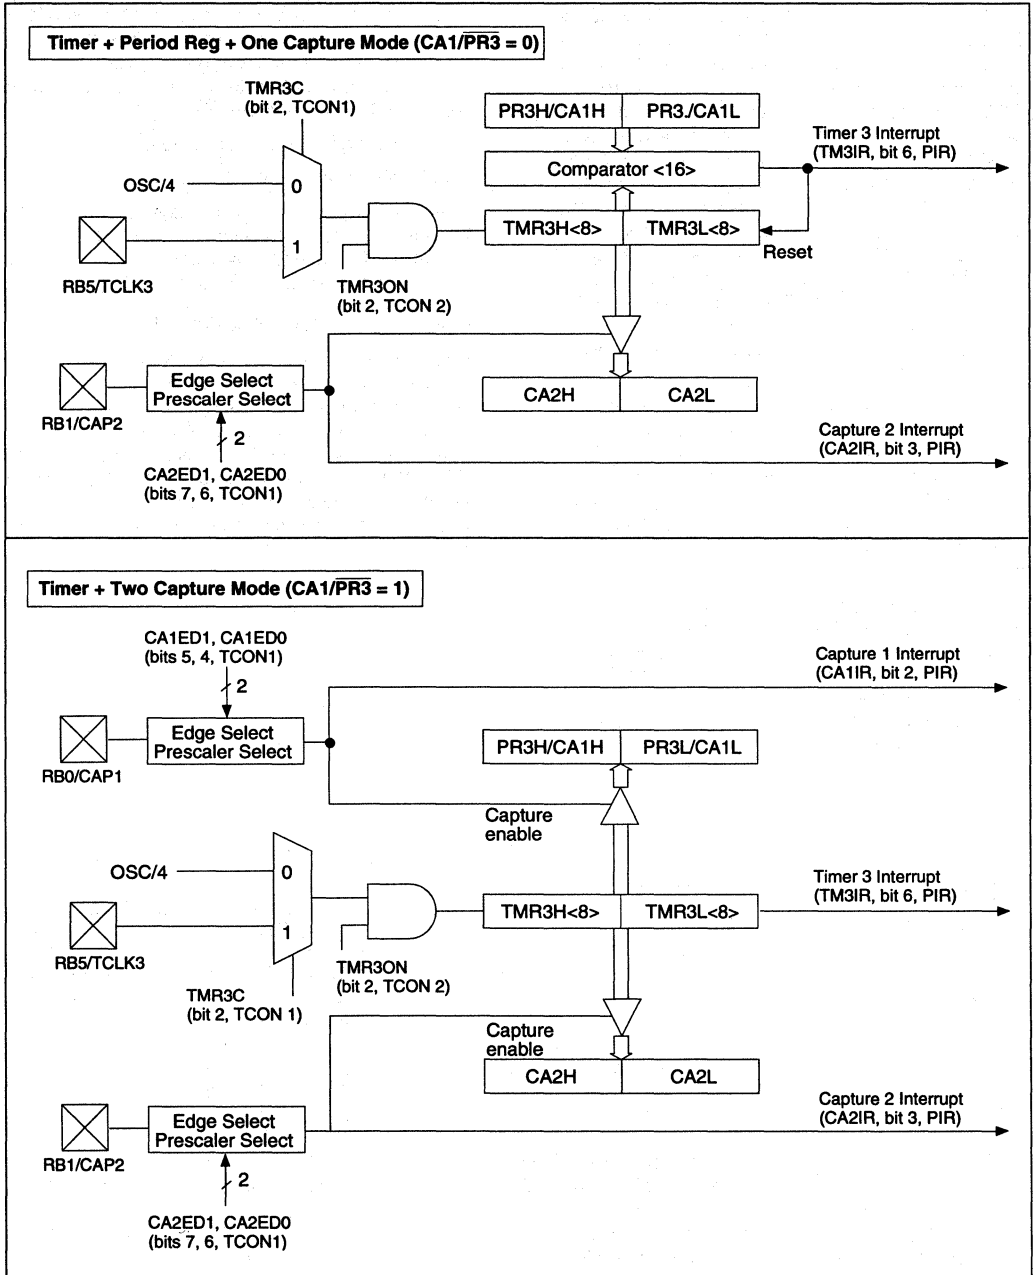 Timer + Period Reg + One Capture Mode (CA1/PR3 = 0)
TMR3C
(bit 2, TCON1)
PR3H/CA1H
PR3./CA1L
Timer 3 Interrupt
(TM3IR, bit 6, PIR)
OSC/4
0
Comparator <16>
1
TMR3H<8>
TMR3L<8>
Reset
RB5/TCLK3
TMR3ON
(bit 2, TCON 2)
Edge Select
Prescaler Select
CA2H
CA2L
RB1/CAP2
2
Capture 2 Interrupt
(CA2IR, bit 3, PIR)
CA2ED1, CA2ED0
(bits 7, 6, TCON1)
Timer + Two Capture Mode (CA1/PR3 = 1)
CA1ED1, CA1ED0
(bits 5, 4, TCON1)
2
Capture 1 Interrupt
(CA1IR, bit 2, PIR)
Edge Select
Prescaler Select
RB0/CAP1
PR3H/CA1H
PR3L/CA1L
Capture
enable
OSC/4
0
1
Timer 3 Interrupt
(TM3IR, bit 6, PIR)
TMR3H<8>
TMR3L<8>
RB5/TCLK3
TMR3ON
(bit 2, TCON 2)
TMR3C
(bit 2, TCON 1)
Capture
enable
CA2H
CA2L
Capture 2 Interrupt
(CA2IR, bit 3, PIR)
Edge Select
Prescaler Select
RB1/CAP2
2
CA2ED1, CA2ED0
(bits 7, 6, TCON1)